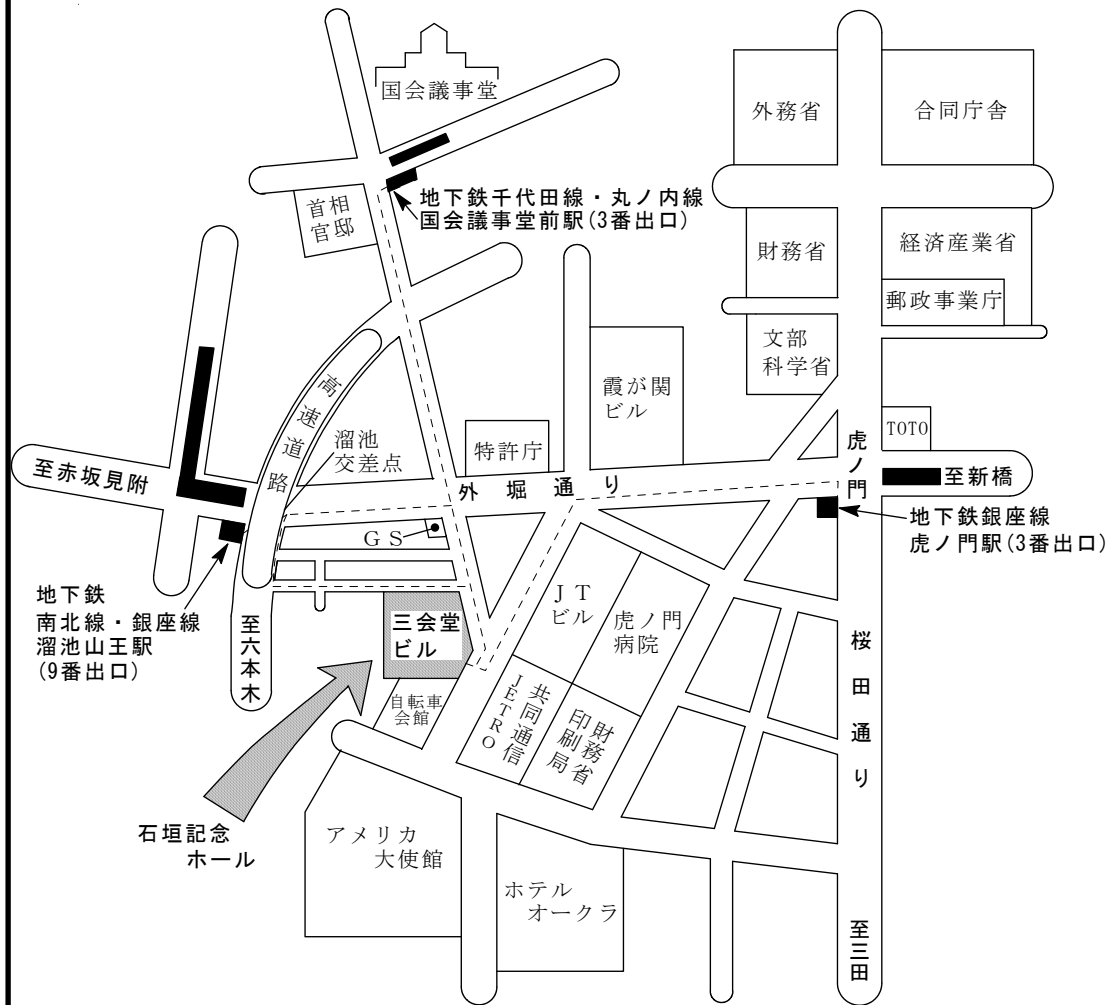 国会議事堂
外務省
合同庁舎
地下鉄千代田線・丸ノ内線
国会議事堂前駅(3番出口)
首相
官邸
財務省
経済産業省
郵政事業庁
文部
科学省
霞が関
ビル
高速道路
溜池
交差点
特許庁
虎ノ門
TOTO
至赤坂見附
外堀通り
至新橋
GS
地下鉄銀座線
虎ノ門駅(3番出口)
地下鉄
南北線・銀座線
溜池山王駅
(9番出口)
至六本木
三会堂
ビル
JT
ビル
虎ノ門
病院
桜田通り
自転車
会館
共同通信
JETRO
財務省
印刷局
石垣記念
ホール
アメリカ
大使館
ホテル
オークラ
至三田